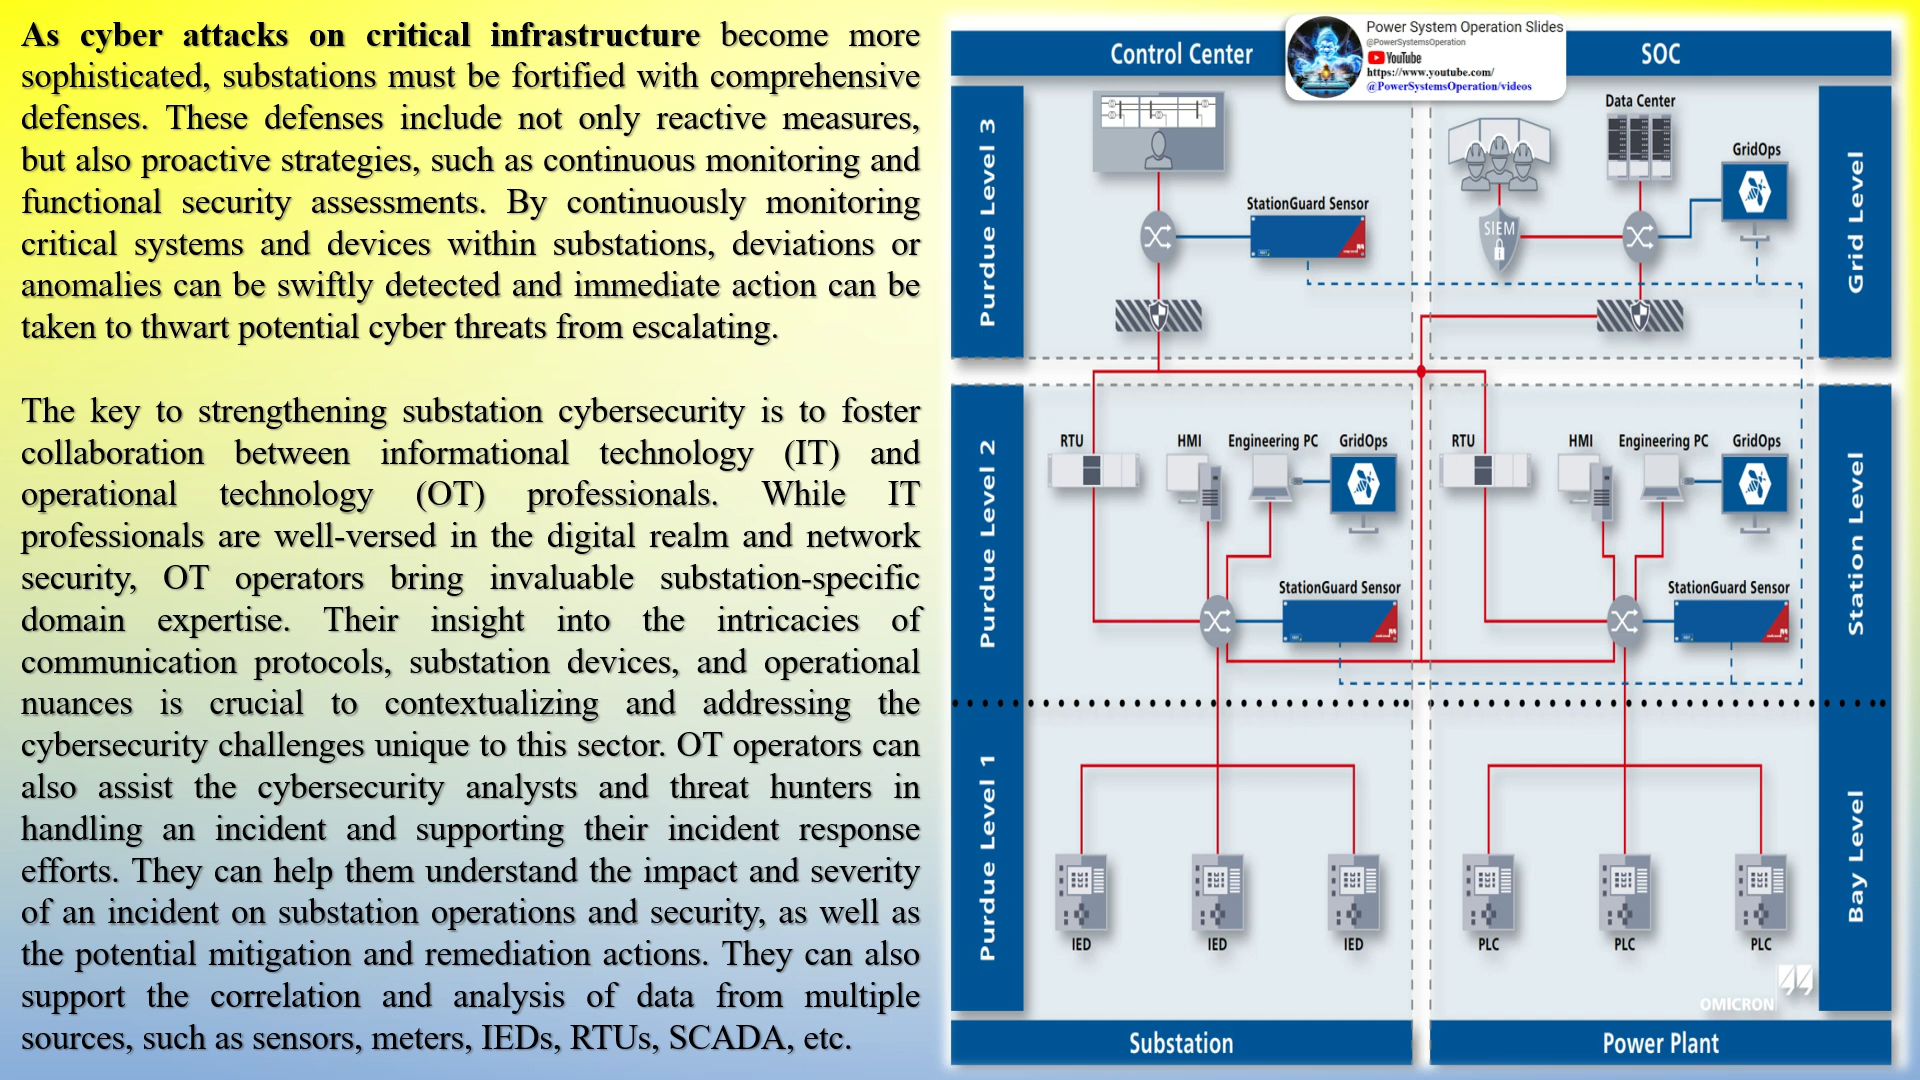 As cyber attacks on critical infrastructure become more
sophisticated, substations must be fortified with comprehensive
defenses. These defenses include not only reactive measures,
but also proactive strategies, such as continuous monitoring and
functional security assessments. By continuously monitoring
critical systems and devices within substations, deviations or
anomalies can be swiftly detected and immediate action can be
taken to thwart potential cyber threats from escalating.
The key to strengthening substation cybersecurity is to foster
collaboration between informational technology (IT) and
operational technology (OT) professionals. While IT
professionals are well-versed in the digital realm and network
security, OT operators bring invaluable substation-specific
domain expertise. Their insight into the intricacies of
communication protocols, substation devices, and operational
nuances is crucial to contextualizing and addressing the
cybersecurity challenges unique to this sector. OT operators can
also assist the cybersecurity analysts and threat hunters in
handling an incident and supporting their incident response
efforts. They can help them understand the impact and severity
of an incident on substation operations and security, as well as
the potential mitigation and remediation actions. They can also
support the correlation and analysis of data from multiple
sources, such as sensors, meters, IEDs, RTUs, SCADA, etc.
Control Center
Power System Operation Slides
@PowerSystemsOperation
YouTube
https://www.youtube.com/
@PowerSystemsOperation/videos
SOC
Purdue Level 3
Data Center
GridOps
StationGuard Sensor
SIEM
Grid Level
Purdue Level 2
RTU
HMI
Engineering PC
GridOps
StationGuard Sensor
RTU
HMI
Engineering PC
GridOps
StationGuard Sensor
Station Level
Purdue Level 1
IED
IED
IED
PLC
PLC
PLC
Bay Level
OMICRON
Substation
Power Plant